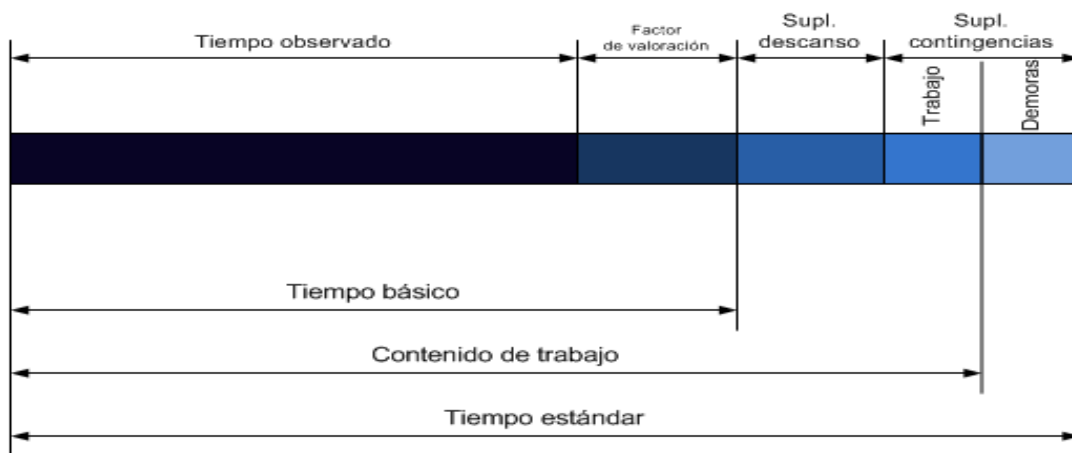 Tiempo observado
Factor
de valoración
Supl.
descanso
Supl.
contingencias
Trabajo
Demoras
Tiempo básico
Contenido de trabajo
Tiempo estándar